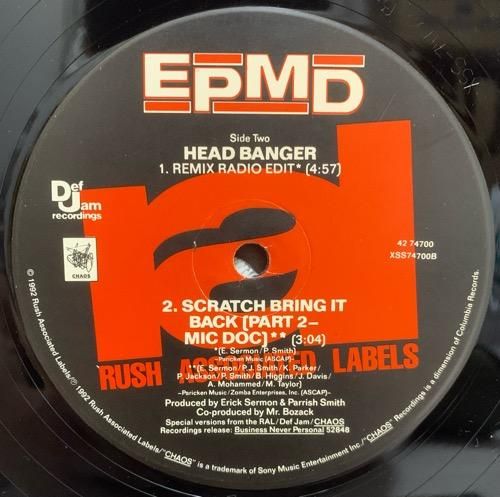 EPMD
Side Two
HEAD BANGER
1. REMIX RADIO EDIT* (4:57)
Def
Jam
recordings
CHAOS
42 74700
XSS74700B
2. SCRATCH BRING IT
BACK (PART 2–
MIC DOC)** (3:04)
RUSH ASSOCIATED LABELS
*(E. Sermon/P. Smith)
–Paricken Music (ASCAP)–
**(E. Sermon/P.J. Smith/K. Parker/
P. Jackson/P. Smith/B. Higgins/J. Davis/
A. Mohammed/M. Taylor)
–Paricken Music/Zomba Enterprises, Inc. (ASCAP)–
Produced by Erick Sermon & Parrish Smith
Co-produced by Mr. Bozack
Special versions from the RAL/Def Jam/CHAOS
Recordings release: Business Never Personal 52848
© 1992 Rush Associated Labels/℗ 1992 Rush Associated Labels/"CHAOS" is a trademark of Sony Music Entertainment Inc./"CHAOS" Recordings is a dimension of Columbia Records.